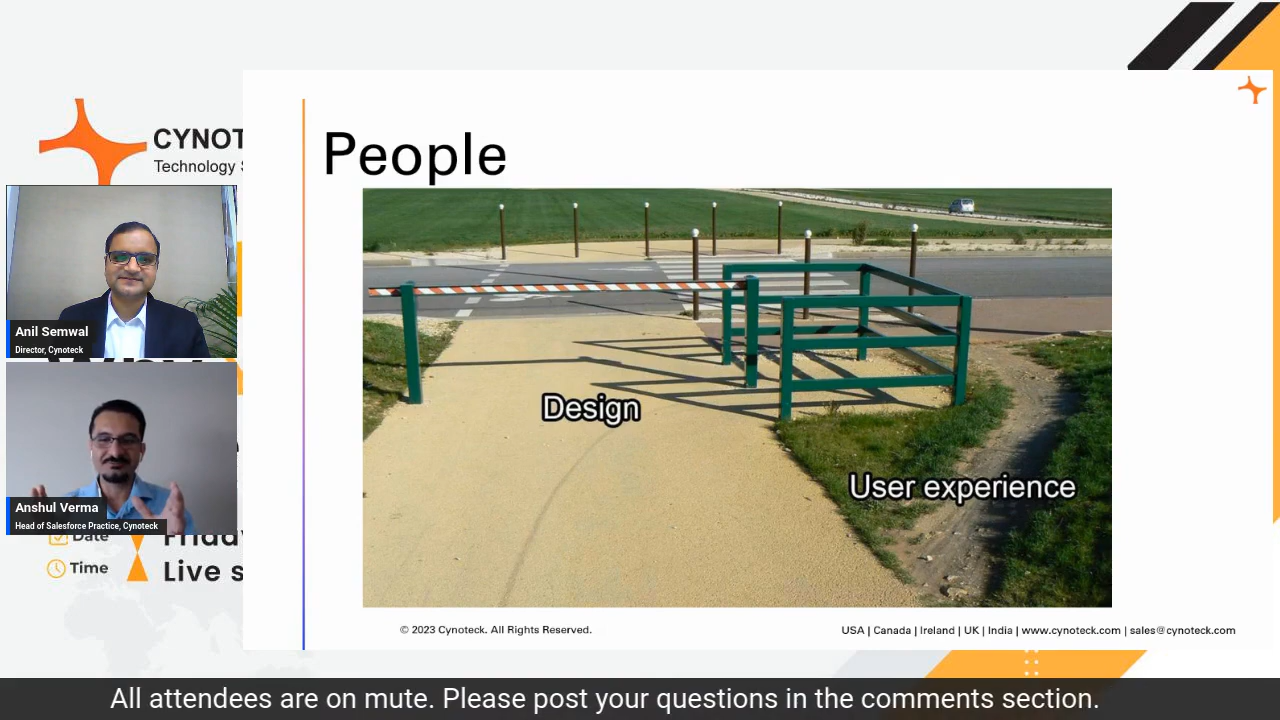 CYNOT
Technology S
People
Anil Semwal
Director, Cynoteck
Design
User experience
Anshul Verma
Head of Salesforce Practice, Cynoteck
Date
Friday
Time
Live s
© 2023 Cynoteck. All Rights Reserved.
USA | Canada | Ireland | UK | India | www.cynoteck.com | sales@cynoteck.com
All attendees are on mute. Please post your questions in the comments section.